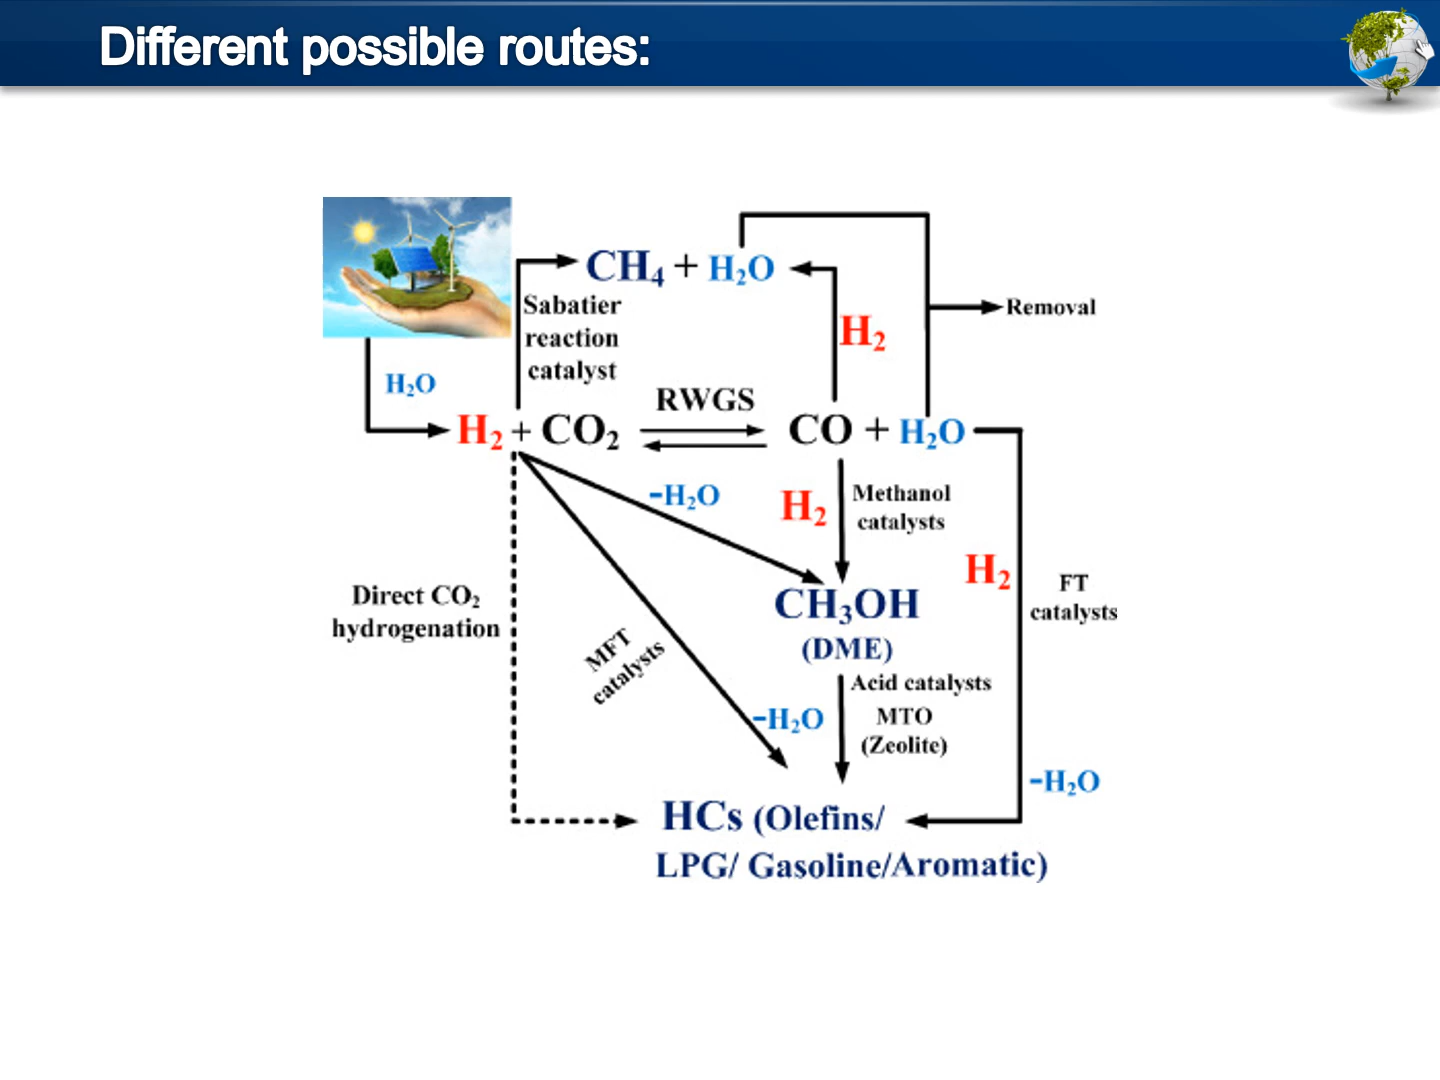 Different possible routes:
CH₄ + H₂O
Sabatier
reaction
catalyst
H₂
Removal
H₂O
RWGS
H₂ + CO₂
CO + H₂O
-H₂O
H₂
Methanol
catalysts
H₂
FT
catalysts
Direct CO₂
hydrogenation
CH₃OH
(DME)
MFT
catalysts
Acid catalysts
-H₂O
MTO
(Zeolite)
-H₂O
HCs (Olefins/
LPG/ Gasoline/Aromatic)